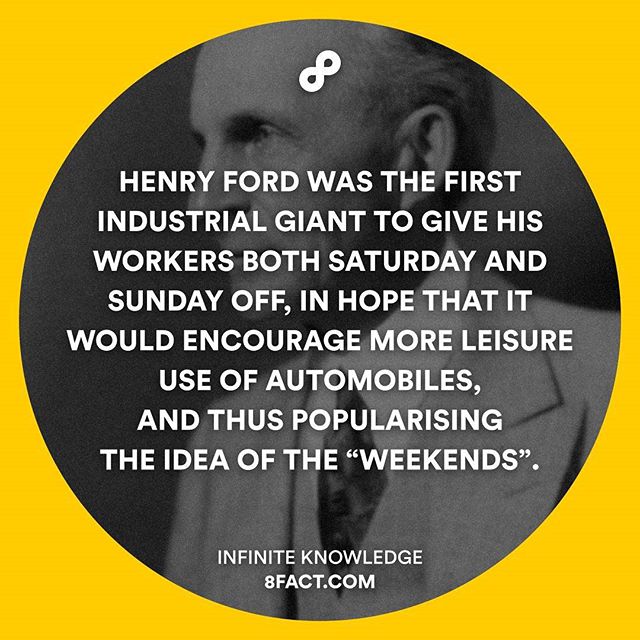 HENRY FORD WAS THE FIRST
INDUSTRIAL GIANT TO GIVE HIS
WORKERS BOTH SATURDAY AND
SUNDAY OFF, IN HOPE THAT IT
WOULD ENCOURAGE MORE LEISURE
USE OF AUTOMOBILES,
AND THUS POPULARISING
THE IDEA OF THE “WEEKENDS”.
INFINITE KNOWLEDGE
8FACT.COM